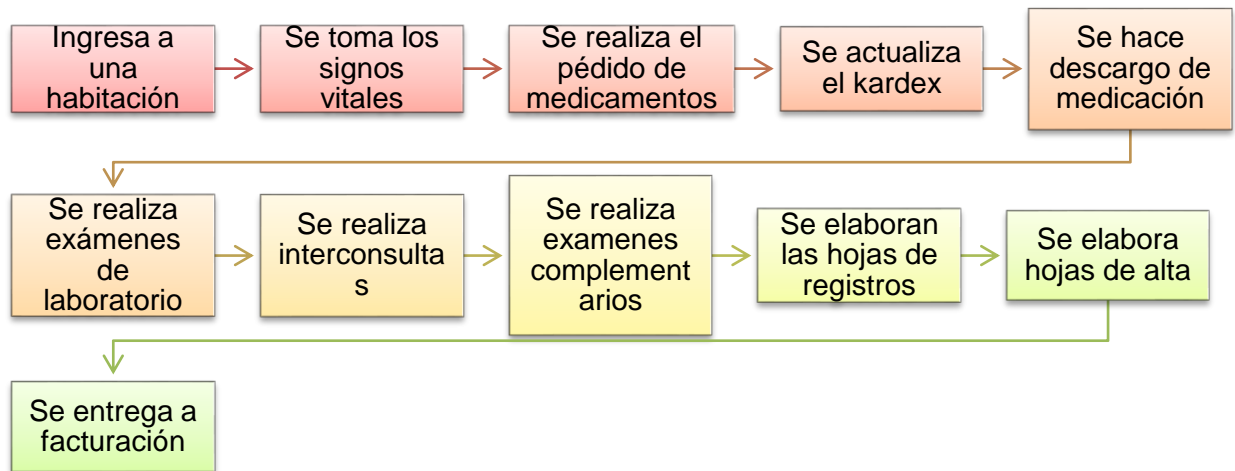 Ingresa a
una
habitación
Se toma los
signos
vitales
Se realiza el
pédido de
medicamentos
Se actualiza
el kardex
Se hace
descargo de
medicación
Se realiza
exámenes
de
laboratorio
Se realiza
interconsulta
s
Se realiza
examenes
complement
arios
Se elaboran
las hojas de
registros
Se elabora
hojas de alta
Se entrega a
facturación